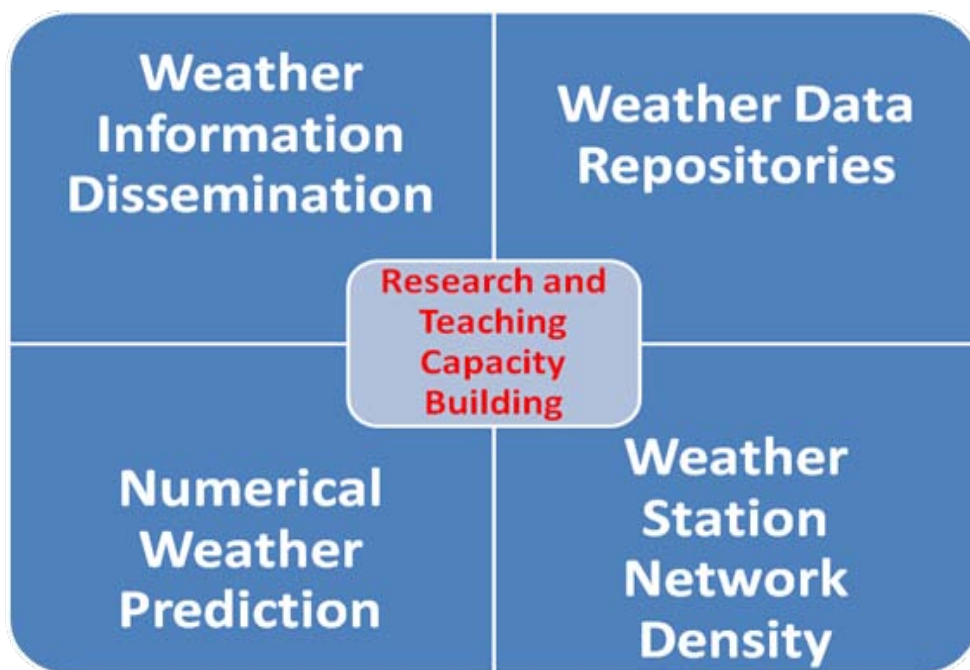 Weather
Information
Dissemination
Weather Data
Repositories
Research and
Teaching
Capacity
Building
Numerical
Weather
Prediction
Weather
Station
Network
Density